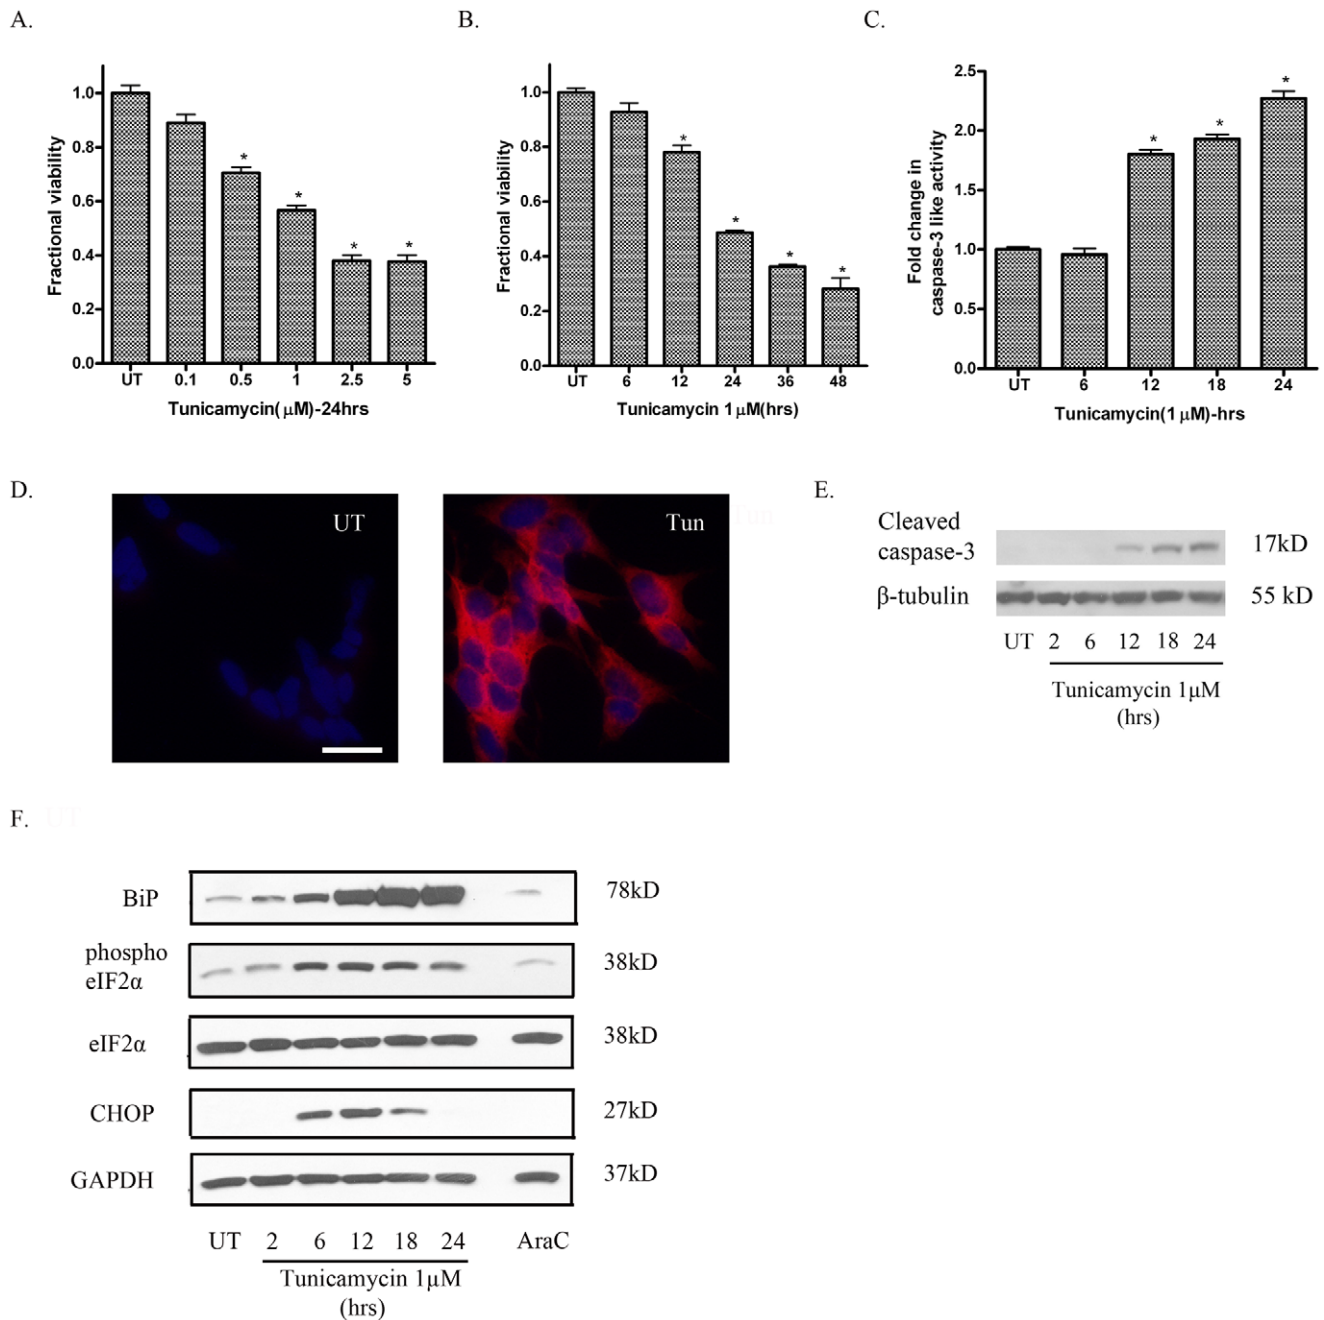 A.
B.
C.
Fractional viability
1.0
0.8
0.6
0.4
0.2
0.0
* * * *
UT 0.1 0.5 1 2.5 5
Tunicamycin(μM)-24hrs
Fractional viability
1.0
0.8
0.6
0.4
0.2
0.0
* * * *
UT 6 12 24 36 48
Tunicamycin 1μM(hrs)
Fold change in
caspase-3 like activity
2.5
2.0
1.5
1.0
0.5
0.0
* * *
UT 6 12 18 24
Tunicamycin(1μM)-hrs
D.
UT
Tun
Tun
E.
Cleaved
caspase-3
17kD
β-tubulin
55 kD
UT 2 6 12 18 24
Tunicamycin 1μM
(hrs)
F.
UT
BiP
78kD
phospho
eIF2α
38kD
eIF2α
38kD
CHOP
27kD
GAPDH
37kD
UT 2 6 12 18 24 AraC
Tunicamycin 1μM
(hrs)